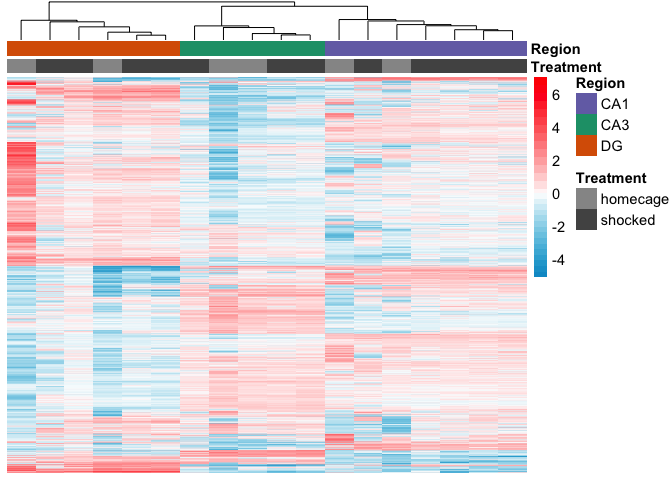 Region
Treatment
Region
CA1
CA3
DG
Treatment
homecage
shocked
6
4
2
0
-2
-4